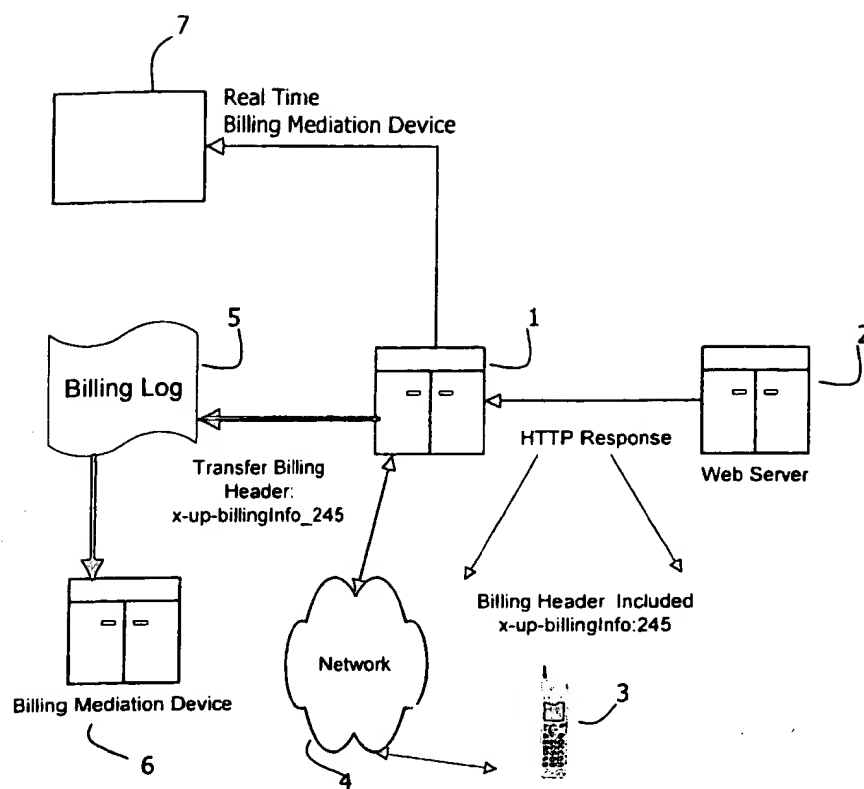 7
Real Time
Billing Mediation Device
5
1
2
Billing Log
HTTP Response
Web Server
Transfer Billing
Header:
x-up-billingInfo_245
Billing Header Included
x-up-billingInfo:245
Network
3
Billing Mediation Device
6
4